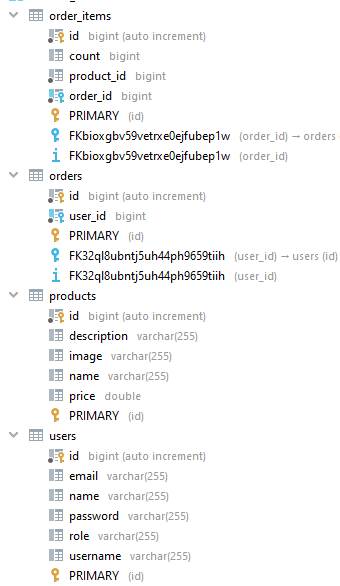 order_items
id bigint (auto increment)
count bigint
product_id bigint
order_id bigint
PRIMARY (id)
FKbioxgbv59vetrxe0ejfubep1w (order_id) → orders
FKbioxgbv59vetrxe0ejfubep1w (order_id)
orders
id bigint (auto increment)
user_id bigint
PRIMARY (id)
FK32ql8ubntj5uh44ph9659tiih (user_id) → users (id)
FK32ql8ubntj5uh44ph9659tiih (user_id)
products
id bigint (auto increment)
description varchar(255)
image varchar(255)
name varchar(255)
price double
PRIMARY (id)
users
id bigint (auto increment)
email varchar(255)
name varchar(255)
password varchar(255)
role varchar(255)
username varchar(255)
PRIMARY (id)